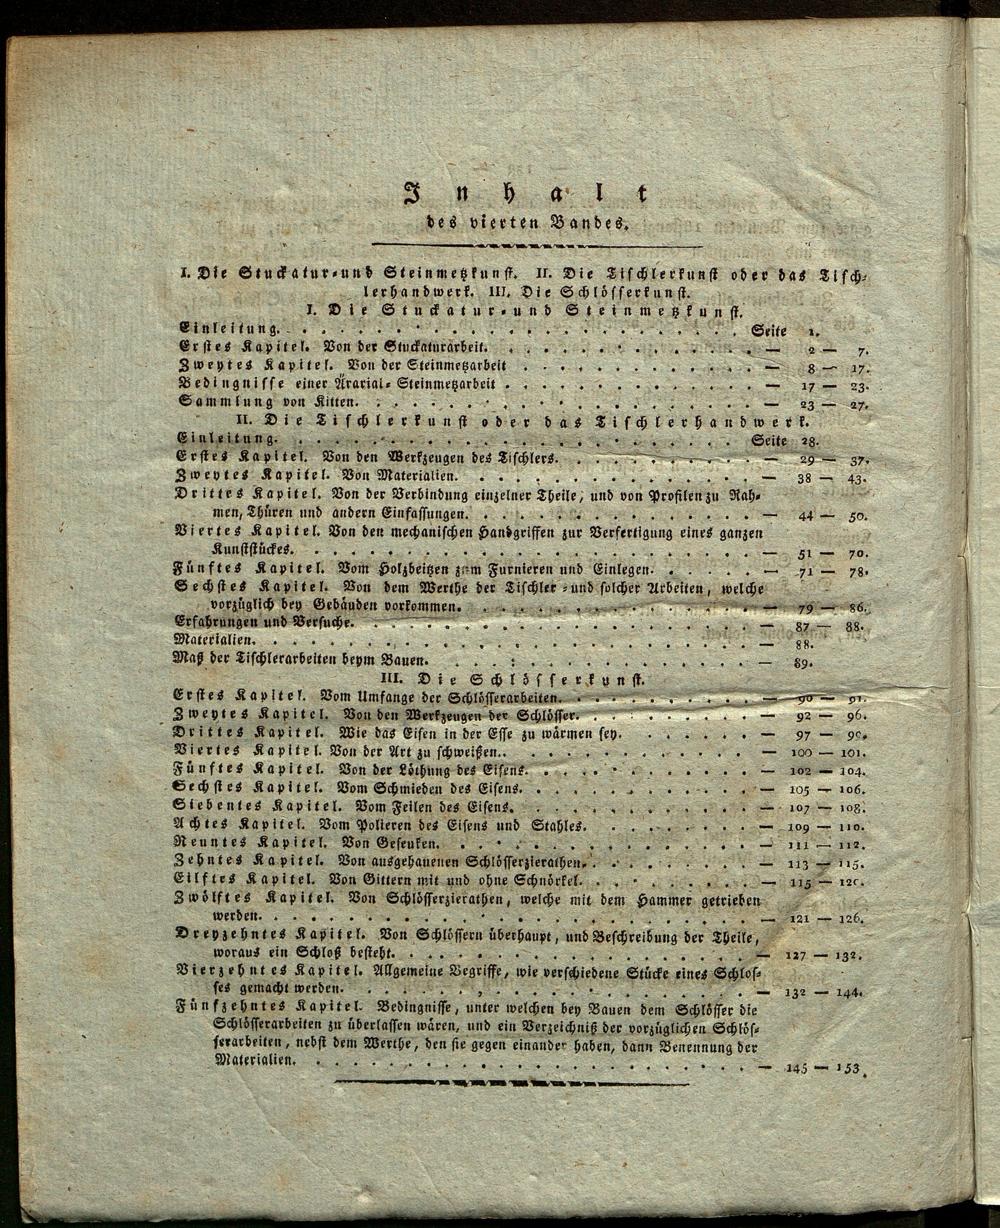 Inhalt
des vierten Bandes.
I. Die Stuckatur-und Steinmetzkunst. II. Die Tischlerkunst oder das Tisch-
lerhandwerk. III. Die Schlösserkunst.
I. Die Stuckatur-und Steinmetzkunst.
Einleitung. Seite 1.
Erstes Kapitel. Von der Stuckaturarbeit. — 2 — 7.
Zweytes Kapitel. Von der Steinmetzarbeit — 8 — 17.
Bedingnisse einer Ärarial-Steinmetzarbeit — 17 — 23.
Sammlung von Kitten. — 23 — 27.
II. Die Tischlerkunst oder das Tischlerhandwerk.
Einleitung. Seite 28.
Erstes Kapitel. Von den Werkzeugen des Tischlers. — 29 — 37.
Zweytes Kapitel. Von Materialien. — 38 — 43.
Drittes Kapitel. Von der Verbindung einzelner Theile, und von Profilen zu Rah-
men, Thüren und andern Einfassungen. — 44 — 50.
Viertes Kapitel. Von den mechanischen Handgriffen zur Verfertigung eines ganzen
Kunststückes. — 51 — 70.
Fünftes Kapitel. Vom Holzbeitzen zum Furnieren und Einlegen. — 71 — 78.
Sechstes Kapitel. Von dem Werthe der Tischler-und solcher Arbeiten, welche
vorzüglich bey Gebäuden vorkommen. — 79 — 86.
Erfahrungen und Versuche. — 87 — 88.
Materialien. — 88.
Maß der Tischlerarbeiten beym Bauen. — 89.
III. Die Schlösserkunst.
Erstes Kapitel. Vom Umfange der Schlösserarbeiten. — 90 — 91.
Zweytes Kapitel. Von den Werkzeugen der Schlösser. — 92 — 96.
Drittes Kapitel. Wie das Eisen in der Esse zu wärmen sey. — 97 — 99.
Viertes Kapitel. Von der Art zu schweißen. — 100 — 101.
Fünftes Kapitel. Von der Löthung des Eisens. — 102 — 104.
Sechstes Kapitel. Vom Schmieden des Eisens. — 105 — 106.
Siebentes Kapitel. Vom Feilen des Eisens. — 107 — 108.
Achtes Kapitel. Vom Polieren des Eisens und Stahles. — 109 — 110.
Neuntes Kapitel. Von Gesenken. — 111 — 112.
Zehntes Kapitel. Von ausgehauenen Schlösserzierathen. — 113 — 115.
Eilftes Kapitel. Von Gittern mit und ohne Schnörkel. — 115 — 120.
Zwölftes Kapitel. Von Schlösserzierathen, welche mit dem Hammer getrieben
werden. — 121 — 126.
Dreyzehntes Kapitel. Von Schlössern überhaupt, und Beschreibung der Theile,
woraus ein Schloß besteht. — 127 — 132.
Vierzehntes Kapitel. Allgemeine Begriffe, wie verschiedene Stücke eines Schlos-
ses gemacht werden. — 132 — 144.
Fünfzehntes Kapitel. Bedingnisse, unter welchen bey Bauen dem Schlösser die
Schlösserarbeiten zu überlassen wären, und ein Verzeichniß der vorzüglichen Schlös-
serarbeiten, nebst dem Werthe, den sie gegen einander haben, dann Benennung der
Materialien. — 145 — 153.